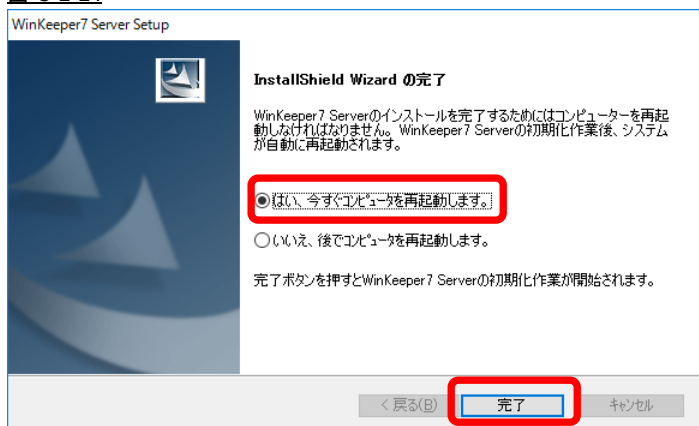 WinKeeper7 Server Setup
InstallShield Wizard の完了
WinKeeper7 Serverのインストールを完了するためにはコンピューターを再起
動しなければなりません。WinKeeper7 Serverの初期化作業後、システム
が自動に再起動されます。
はい、今すぐコンピュータを再起動します。
いいえ、後でコンピュータを再起動します。
完了ボタンを押すとWinKeeper7 Serverの初期化作業が開始されます。
< 戻る(B)
完了
キャンセル